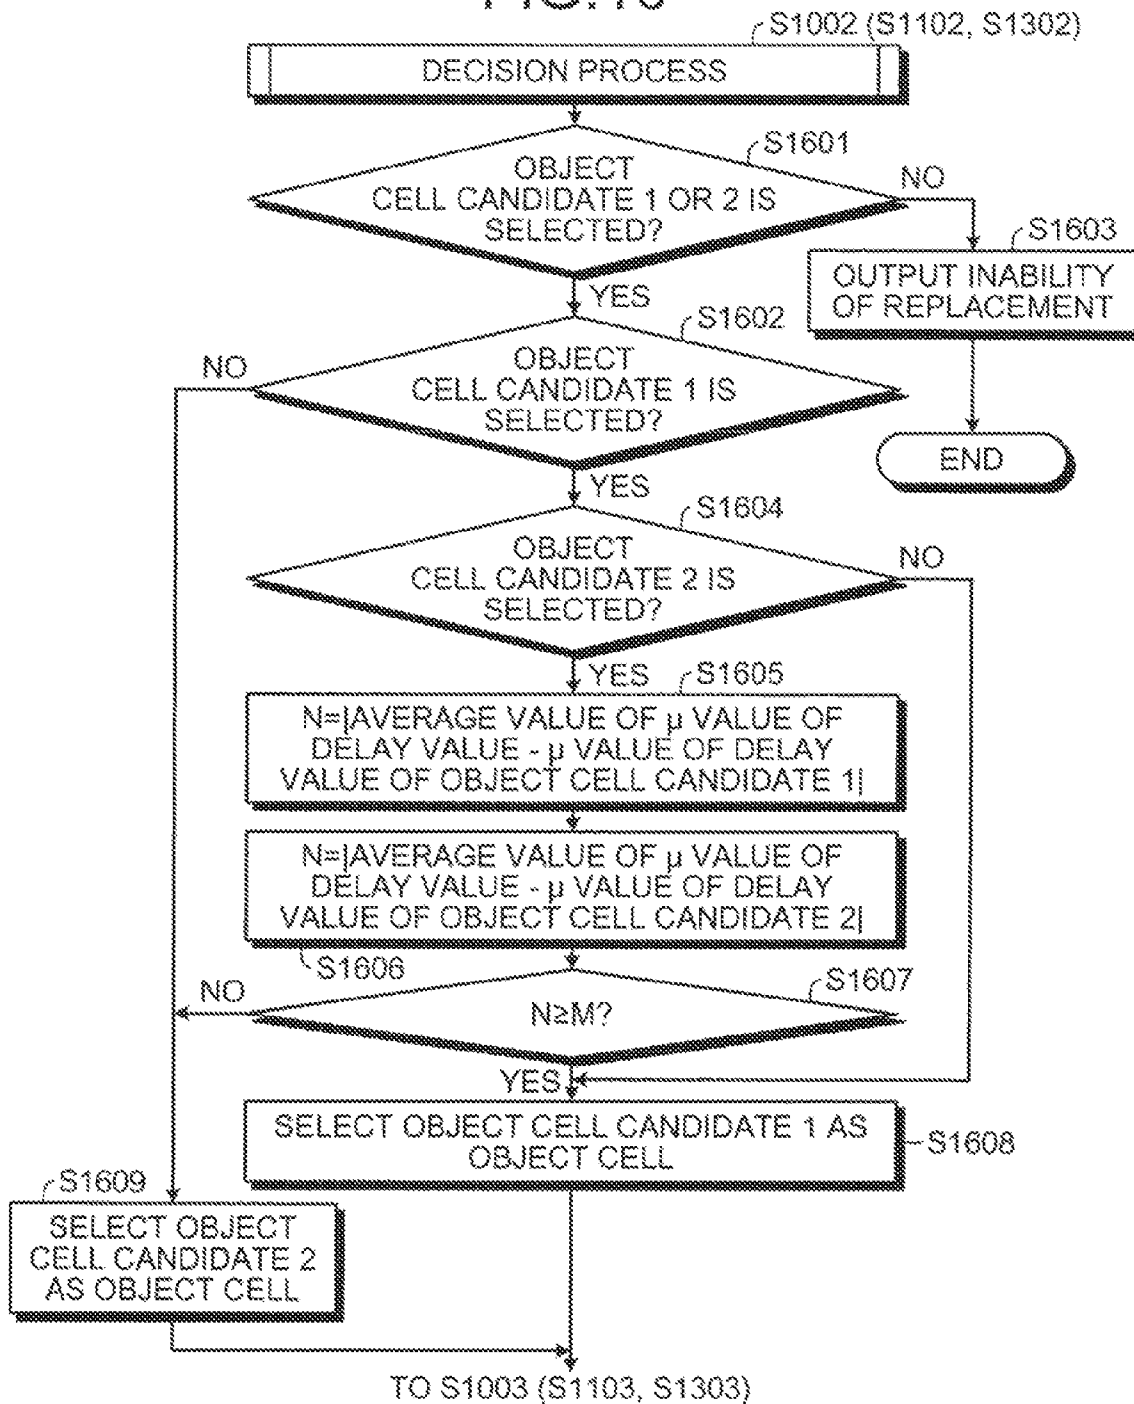 S1002 (S1102, S1302)
DECISION PROCESS
S1601
OBJECT
CELL CANDIDATE 1 OR 2 IS
SELECTED?
NO
S1603
OUTPUT INABILITY
OF REPLACEMENT
YES
S1602
NO
OBJECT
CELL CANDIDATE 1 IS
SELECTED?
END
YES
S1604
OBJECT
CELL CANDIDATE 2 IS
SELECTED?
NO
YES
S1605
N=|AVERAGE VALUE OF μ VALUE OF
DELAY VALUE - μ VALUE OF DELAY
VALUE OF OBJECT CELL CANDIDATE 1|
N=|AVERAGE VALUE OF μ VALUE OF
DELAY VALUE - μ VALUE OF DELAY
VALUE OF OBJECT CELL CANDIDATE 2|
S1606
S1607
NO
N≥M?
YES
SELECT OBJECT CELL CANDIDATE 1 AS
OBJECT CELL
S1608
S1609
SELECT OBJECT
CELL CANDIDATE 2
AS OBJECT CELL
TO S1003 (S1103, S1303)